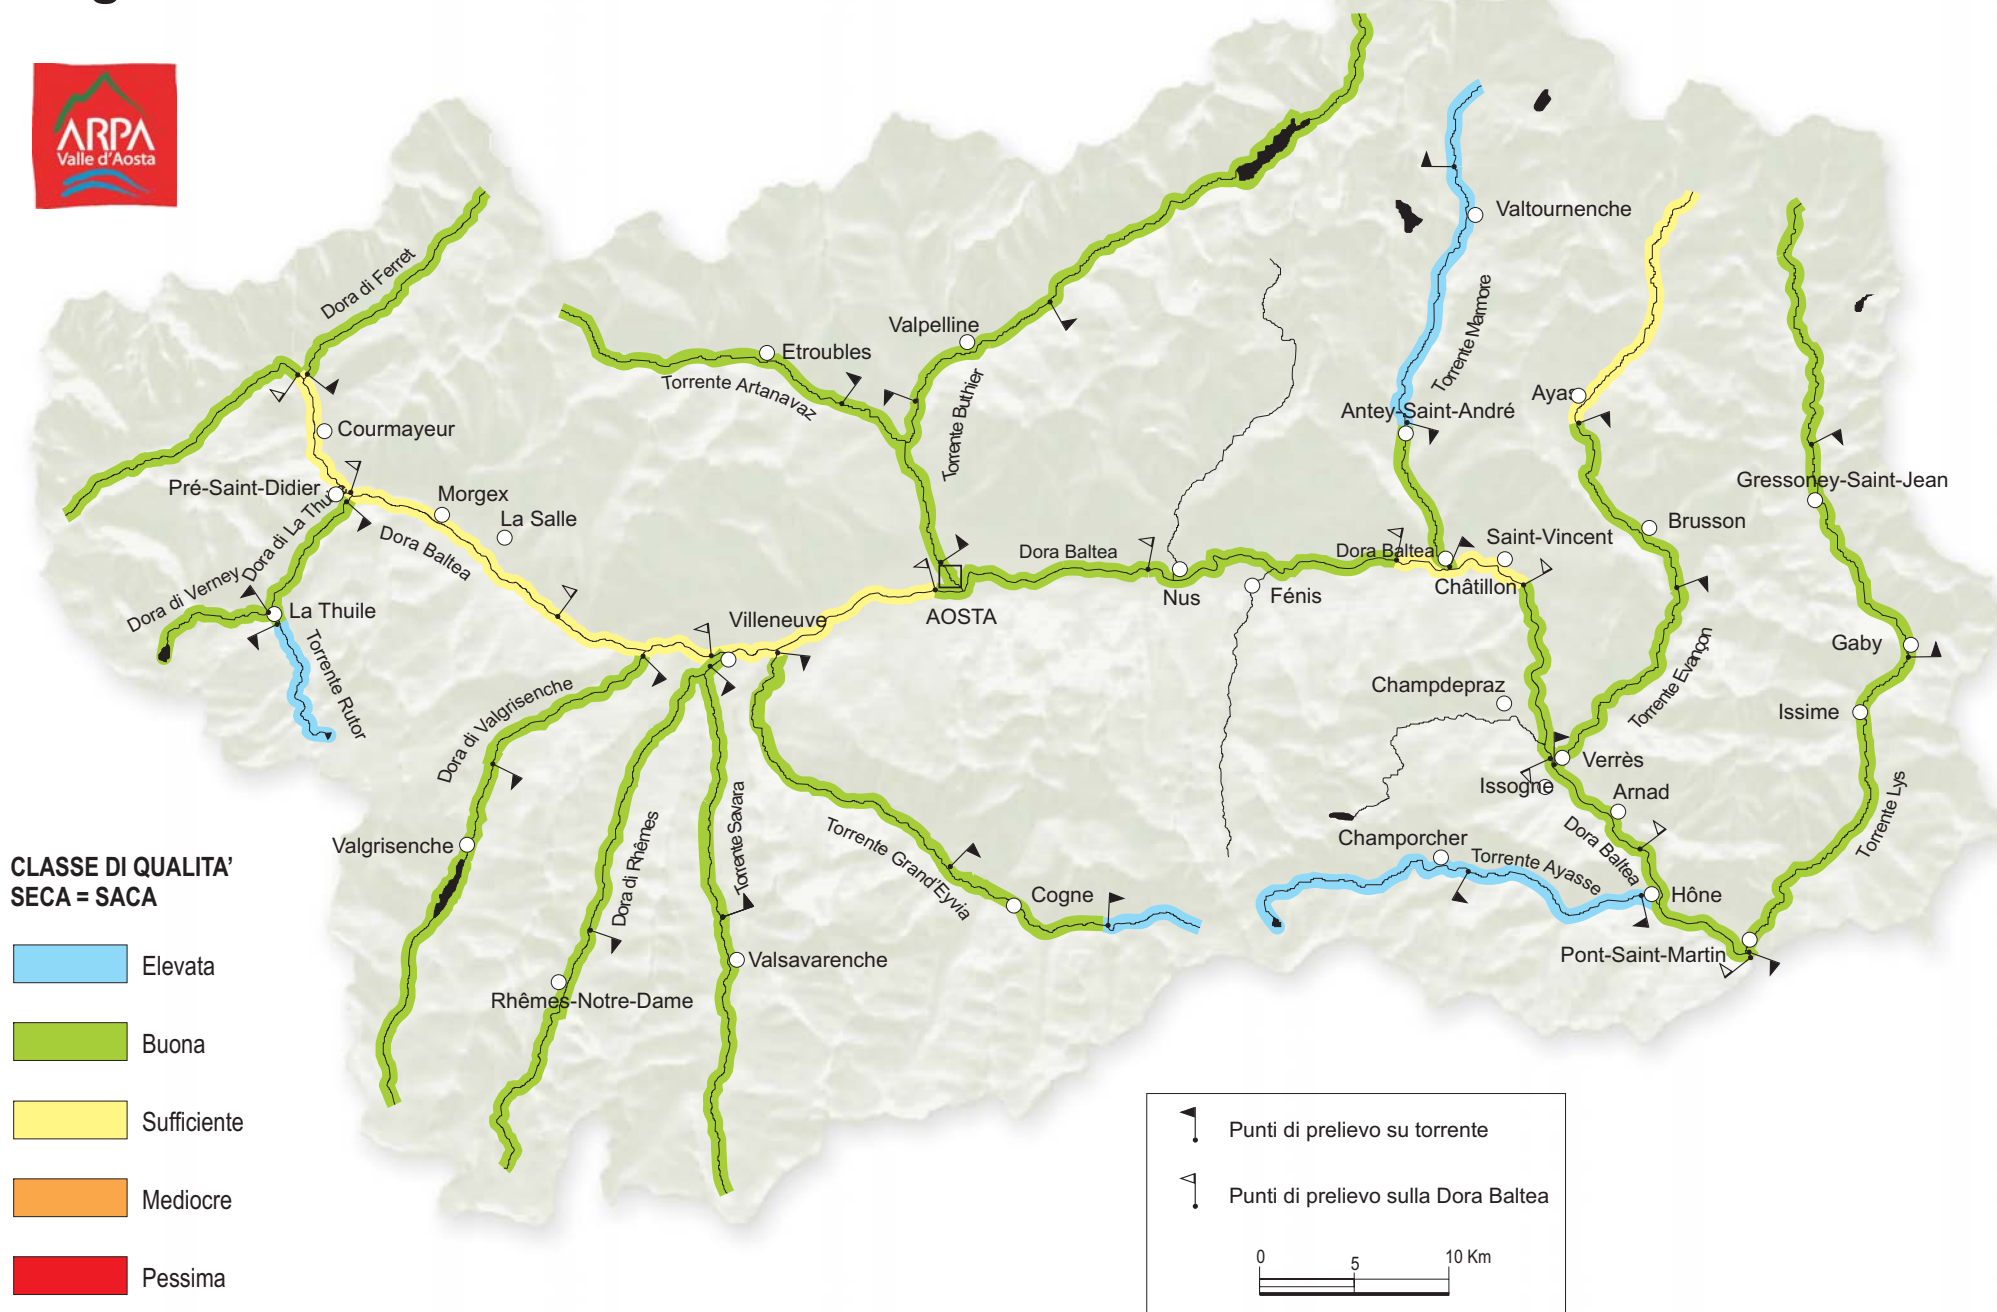 ARPA
Valle d'Aosta
Dora di Ferret
Valtournenche
Torrente Marmore
Valpelline
Etroubles
Torrente Artanavaz
Torrente Buthier
Ayas
Antey-Saint-André
Courmayeur
Pré-Saint-Didier
Morgex
La Salle
Dora di La Thu
Dora Baltea
Gressoney-Saint-Jean
Brusson
Saint-Vincent
Dora Baltea
Dora Baltea
Châtillon
Dora di Verney
La Thuile
Torrente Rutor
Villeneuve
AOSTA
Nus
Fénis
Gaby
Torrente Evançon
Champdepraz
Issime
Dora di Valgrisenche
Verrès
Issogne
Arnad
Torrente Lys
Valgrisenche
Dora di Rhêmes
Torrente Savara
Torrente Grand'Eyvia
Champorcher
Torrente Ayasse
Dora Baltea
Cogne
Hône
Pont-Saint-Martin
Valsavarenche
Rhêmes-Notre-Dame
CLASSE DI QUALITA'
SECA = SACA
Elevata
Buona
Sufficiente
Mediocre
Pessima
Punti di prelievo su torrente
Punti di prelievo sulla Dora Baltea
0 5 10 Km